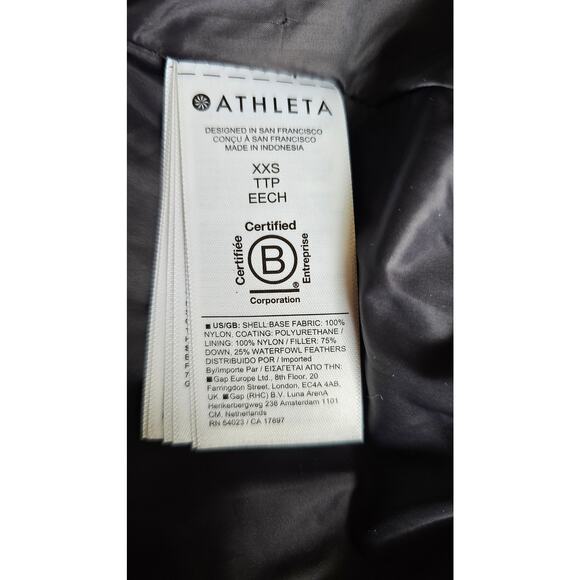 ATHLETA
DESIGNED IN SAN FRANCISCO
CONÇU À SAN FRANCISCO
MADE IN INDONESIA
XXS
TTP
EECH
Certified
Certifiée
B
Entreprise
®
Corporation
■ US/GB: SHELL:BASE FABRIC: 100%
NYLON, COATING: POLYURETHANE /
LINING: 100% NYLON / FILLER: 75%
DOWN, 25% WATERFOWL FEATHERS
DISTRIBUIDO POR / Imported
By/importe Par / ΕΙΣΑΓΕΤΑΙ ΑΠΟ ΤΗΝ:
■ Gap Europe Ltd., 8th Floor, 20
Farringdon Street, London, EC4A 4AB,
UK. ■ Gap (RHC) B.V. Luna ArenA
Herikerbergweg 238 Amsterdam 1101
CM, Netherlands
RN 54023 / CA 17897